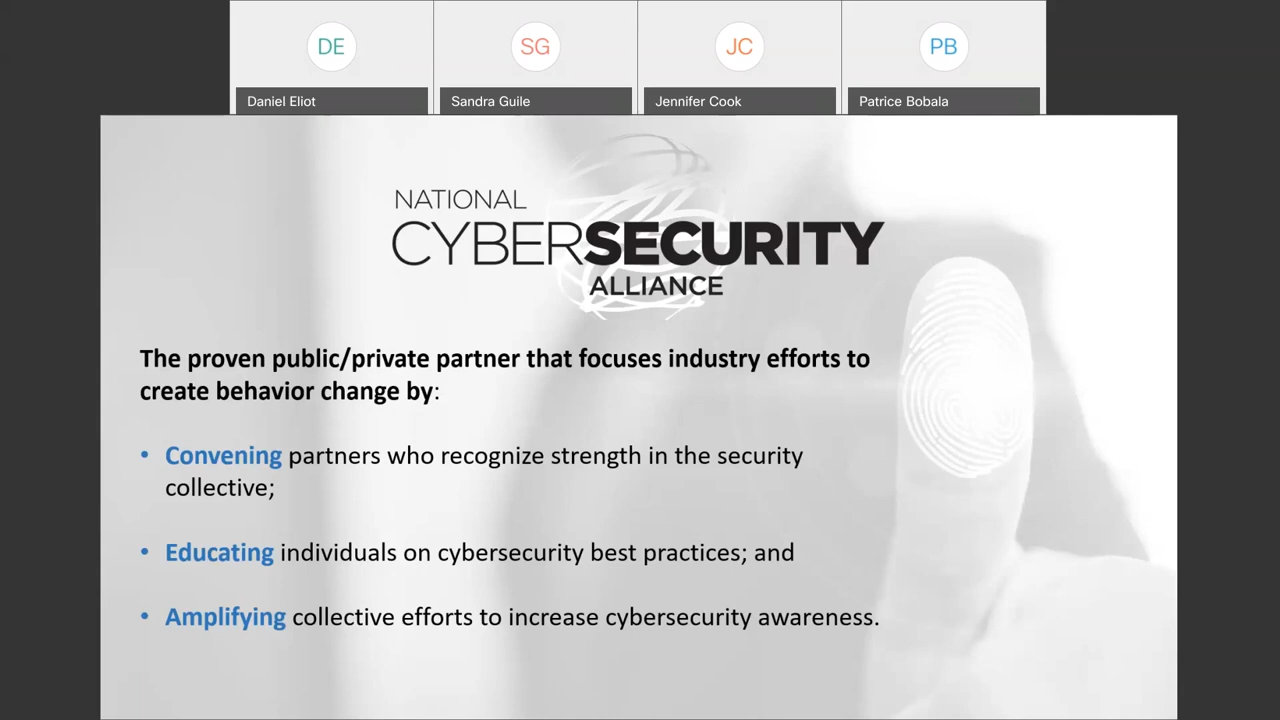 DE
SG
JC
PB
Daniel Eliot
Sandra Guile
Jennifer Cook
Patrice Bobala
NATIONAL
CYBERSECURITY
ALLIANCE
The proven public/private partner that focuses industry efforts to
create behavior change by:
• Convening partners who recognize strength in the security
collective;
• Educating individuals on cybersecurity best practices; and
• Amplifying collective efforts to increase cybersecurity awareness.